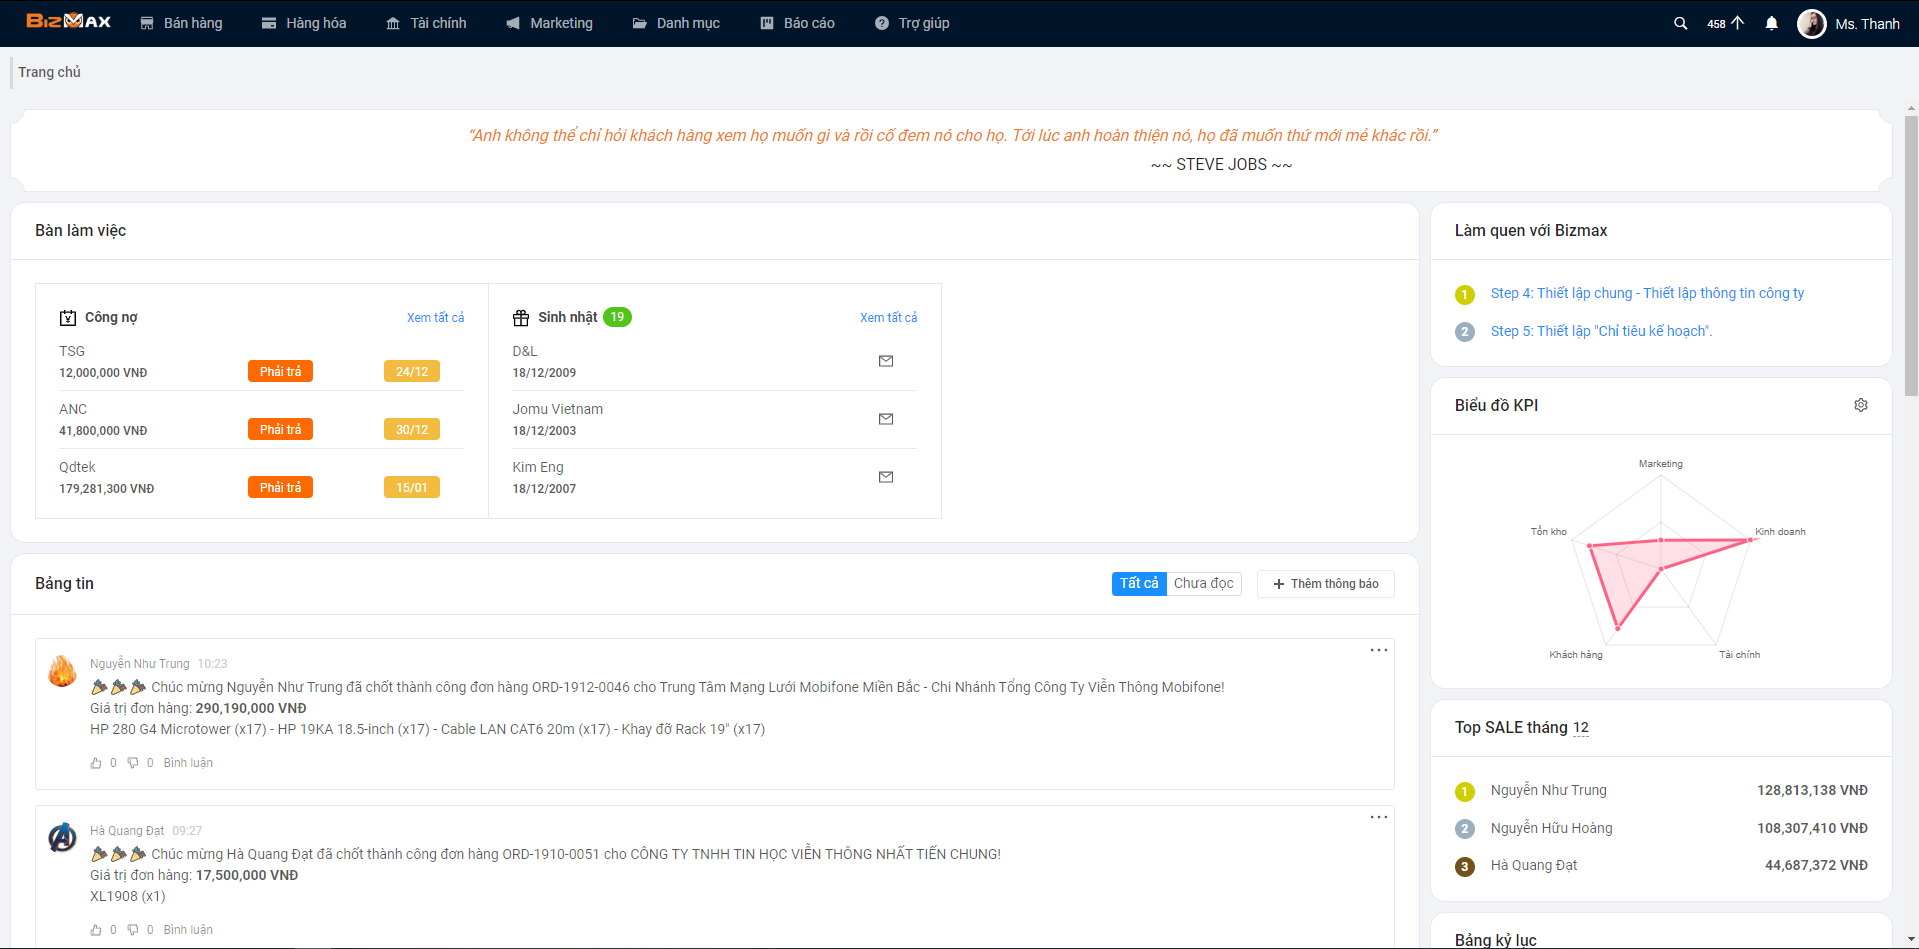 BIZMAX Bán hàng Hàng hóa Tài chính Marketing Danh mục Báo cáo Trợ giúp 458 Ms. Thanh
Trang chủ
“Anh không thể chỉ hỏi khách hàng xem họ muốn gì và rồi cố đem nó cho họ. Tới lúc anh hoàn thiện nó, họ đã muốn thứ mới mẻ khác rồi.”
~~ STEVE JOBS ~~
Bàn làm việc
Công nợ Xem tất cả
TSG
12,000,000 VNĐ Phải trả 24/12
ANC
41,800,000 VNĐ Phải trả 30/12
Qdtek
179,281,300 VNĐ Phải trả 15/01
Sinh nhật 19 Xem tất cả
D&L
18/12/2009
Jomu Vietnam
18/12/2003
Kim Eng
18/12/2007
Bảng tin Tất cả Chưa đọc + Thêm thông báo
Nguyễn Như Trung 10:23
Chúc mừng Nguyễn Như Trung đã chốt thành công đơn hàng ORD-1912-0046 cho Trung Tâm Mạng Lưới Mobifone Miền Bắc - Chi Nhánh Tổng Công Ty Viễn Thông Mobifone!
Giá trị đơn hàng: 290,190,000 VNĐ
HP 280 G4 Microtower (x17) - HP 19KA 18.5-inch (x17) - Cable LAN CAT6 20m (x17) - Khay đỡ Rack 19" (x17)
0 0 Bình luận
Hà Quang Đạt 09:27
Chúc mừng Hà Quang Đạt đã chốt thành công đơn hàng ORD-1910-0051 cho CÔNG TY TNHH TIN HỌC VIỄN THÔNG NHẤT TIẾN CHUNG!
Giá trị đơn hàng: 17,500,000 VNĐ
XL1908 (x1)
0 0 Bình luận
Làm quen với Bizmax
1 Step 4: Thiết lập chung - Thiết lập thông tin công ty
2 Step 5: Thiết lập "Chỉ tiêu kế hoạch".
Biểu đồ KPI
Marketing
Tồn kho Kinh doanh
Khách hàng Tài chính
Top SALE tháng 12
1 Nguyễn Như Trung 128,813,138 VNĐ
2 Nguyễn Hữu Hoàng 108,307,410 VNĐ
3 Hà Quang Đạt 44,687,372 VNĐ
Bảng kỷ lục